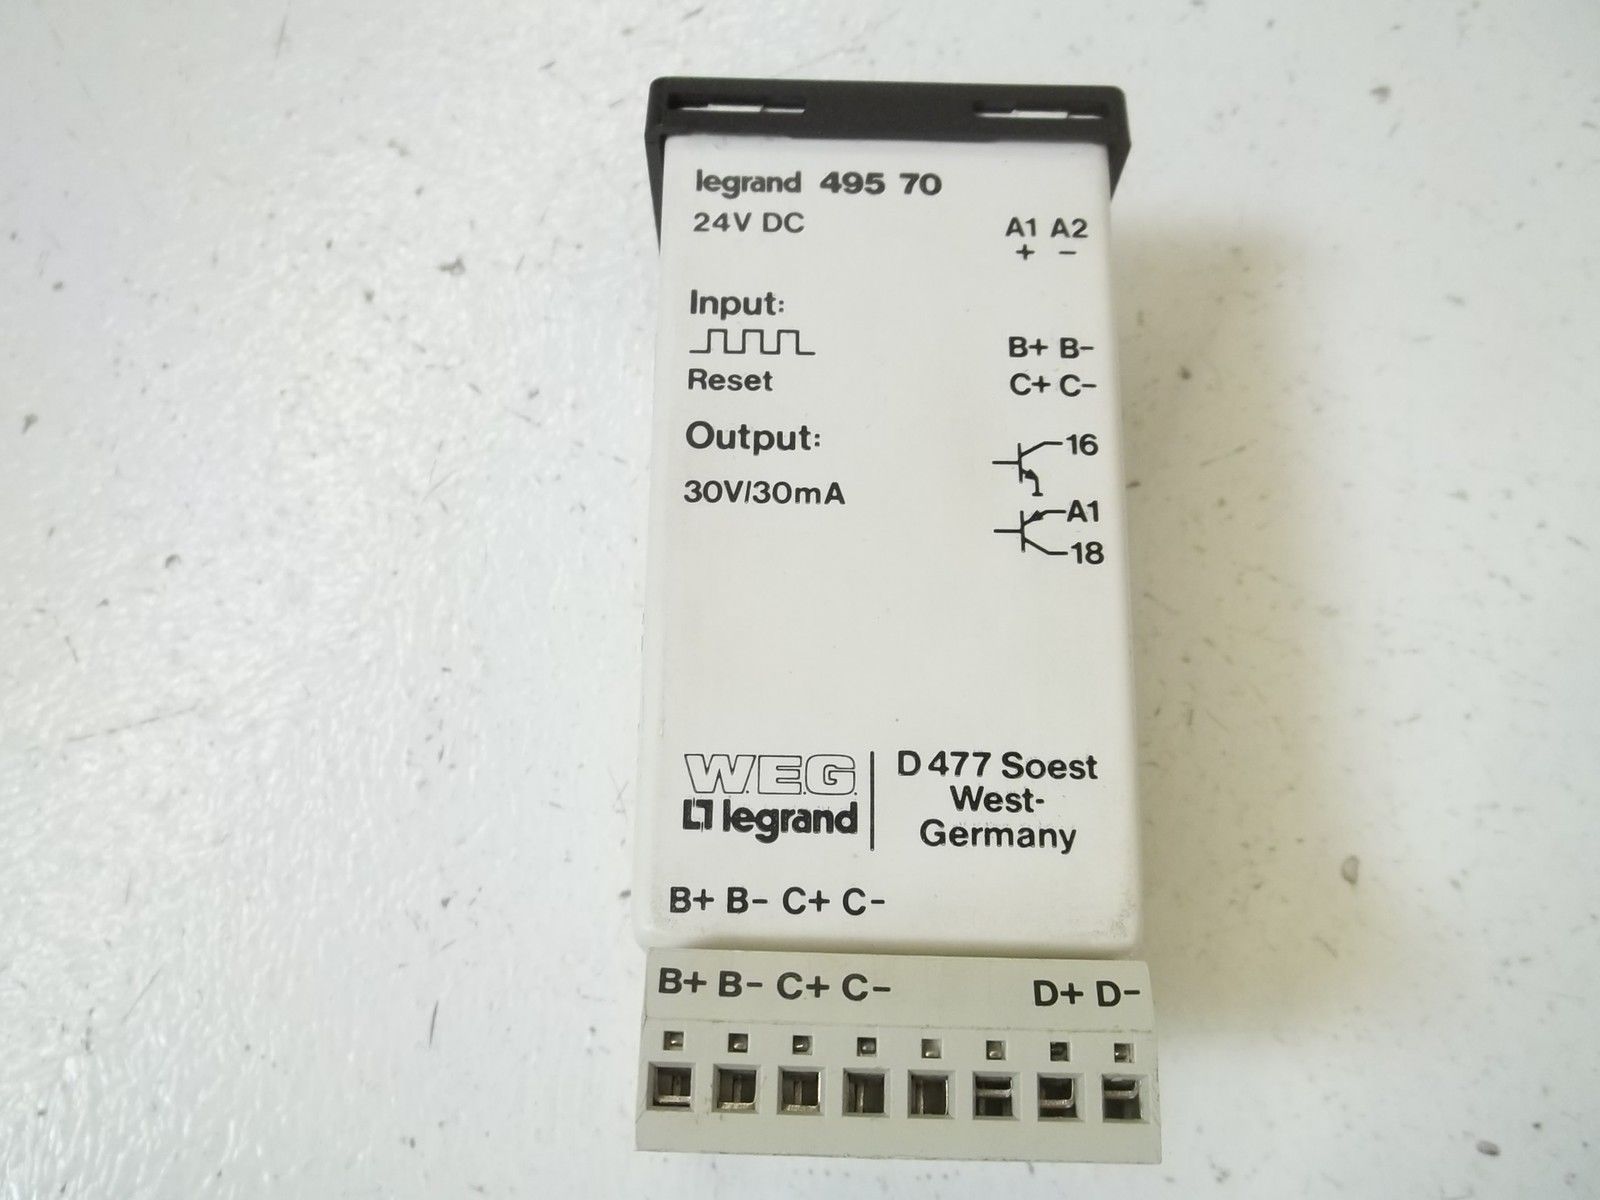 legrand 495 70
24V DC A1 A2
+ −
Input:
B+ B-
Reset C+ C-
Output:
16
30V/30mA
A1
18
W.E.G. D 477 Soest
legrand West-
Germany
B+ B- C+ C-
B+ B- C+ C- D+ D-